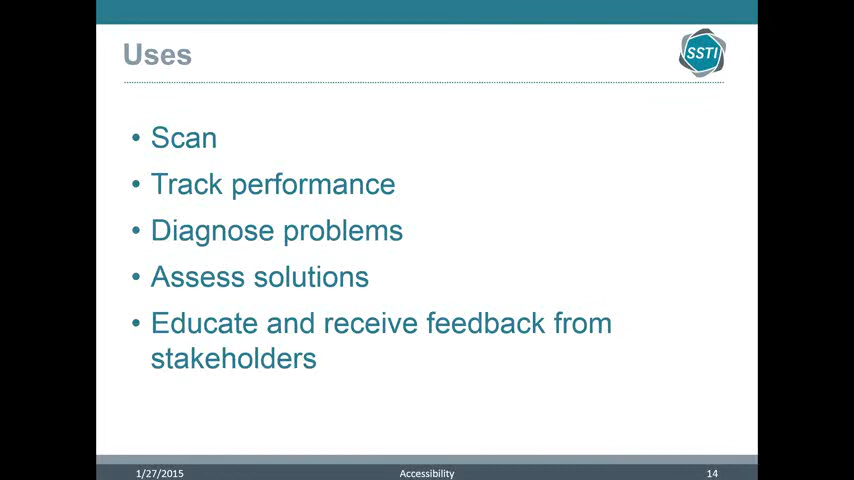 Uses
SSTI
• Scan
• Track performance
• Diagnose problems
• Assess solutions
• Educate and receive feedback from
stakeholders
1/27/2015
Accessibility
14